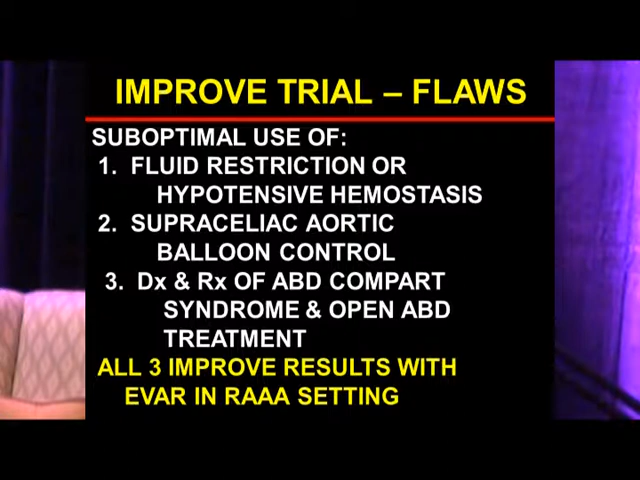 IMPROVE TRIAL – FLAWS
SUBOPTIMAL USE OF:
1. FLUID RESTRICTION OR
HYPOTENSIVE HEMOSTASIS
2. SUPRACELIAC AORTIC
BALLOON CONTROL
3. Dx & Rx OF ABD COMPART
SYNDROME & OPEN ABD
TREATMENT
ALL 3 IMPROVE RESULTS WITH
EVAR IN RAAA SETTING